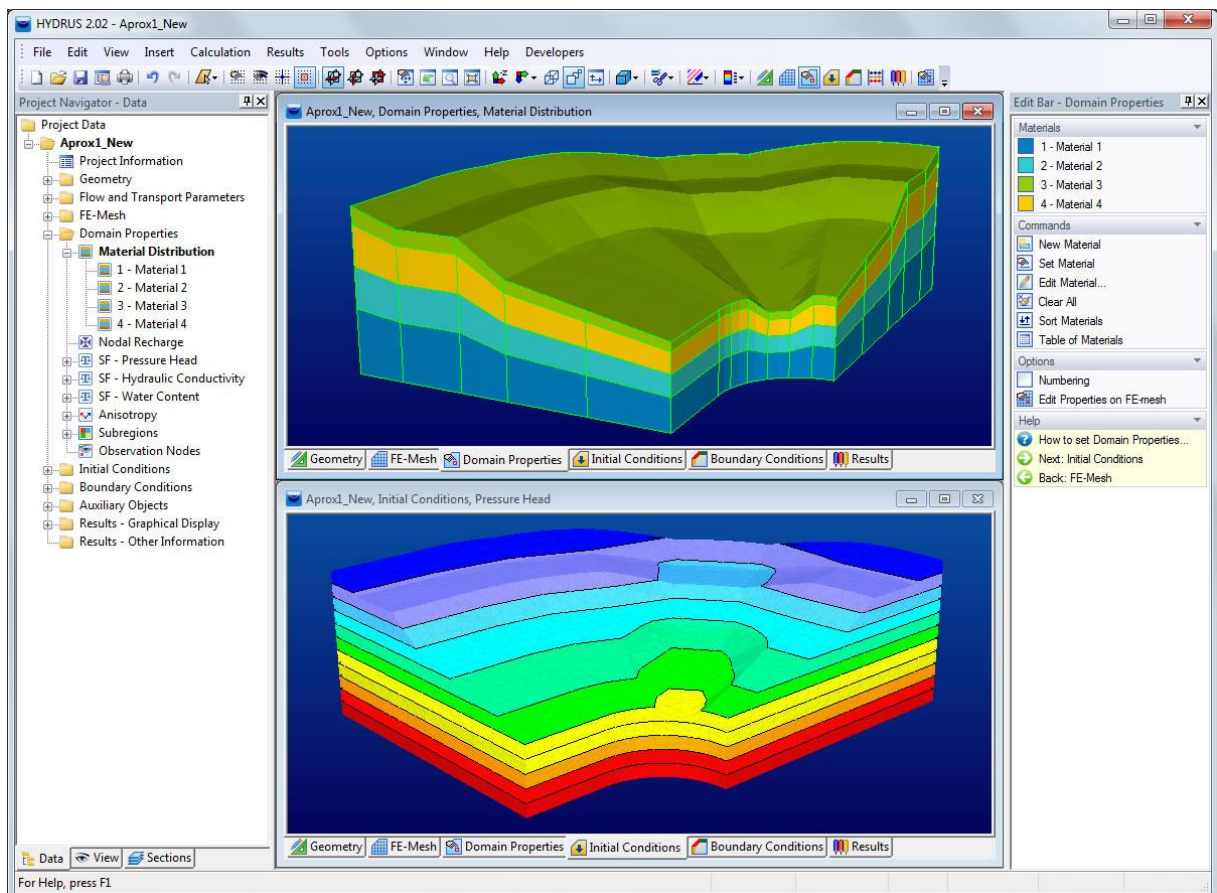 HYDRUS 2.02 - Aprox1_New
File Edit View Insert Calculation Results Tools Options Window Help Developers
Project Navigator - Data
Project Data
Aprox1_New
Project Information
Geometry
Flow and Transport Parameters
FE-Mesh
Domain Properties
Material Distribution
1 - Material 1
2 - Material 2
3 - Material 3
4 - Material 4
Nodal Recharge
SF - Pressure Head
SF - Hydraulic Conductivity
SF - Water Content
Anisotropy
Subregions
Observation Nodes
Initial Conditions
Boundary Conditions
Auxiliary Objects
Results - Graphical Display
Results - Other Information
Data View Sections
Aprox1_New, Domain Properties, Material Distribution
Geometry FE-Mesh Domain Properties Initial Conditions Boundary Conditions Results
Aprox1_New, Initial Conditions, Pressure Head
Geometry FE-Mesh Domain Properties Initial Conditions Boundary Conditions Results
Edit Bar - Domain Properties
Materials
1 - Material 1
2 - Material 2
3 - Material 3
4 - Material 4
Commands
New Material
Set Material
Edit Material...
Clear All
Sort Materials
Table of Materials
Options
Numbering
Edit Properties on FE-mesh
Help
How to set Domain Properties...
Next: Initial Conditions
Back: FE-Mesh
For Help, press F1